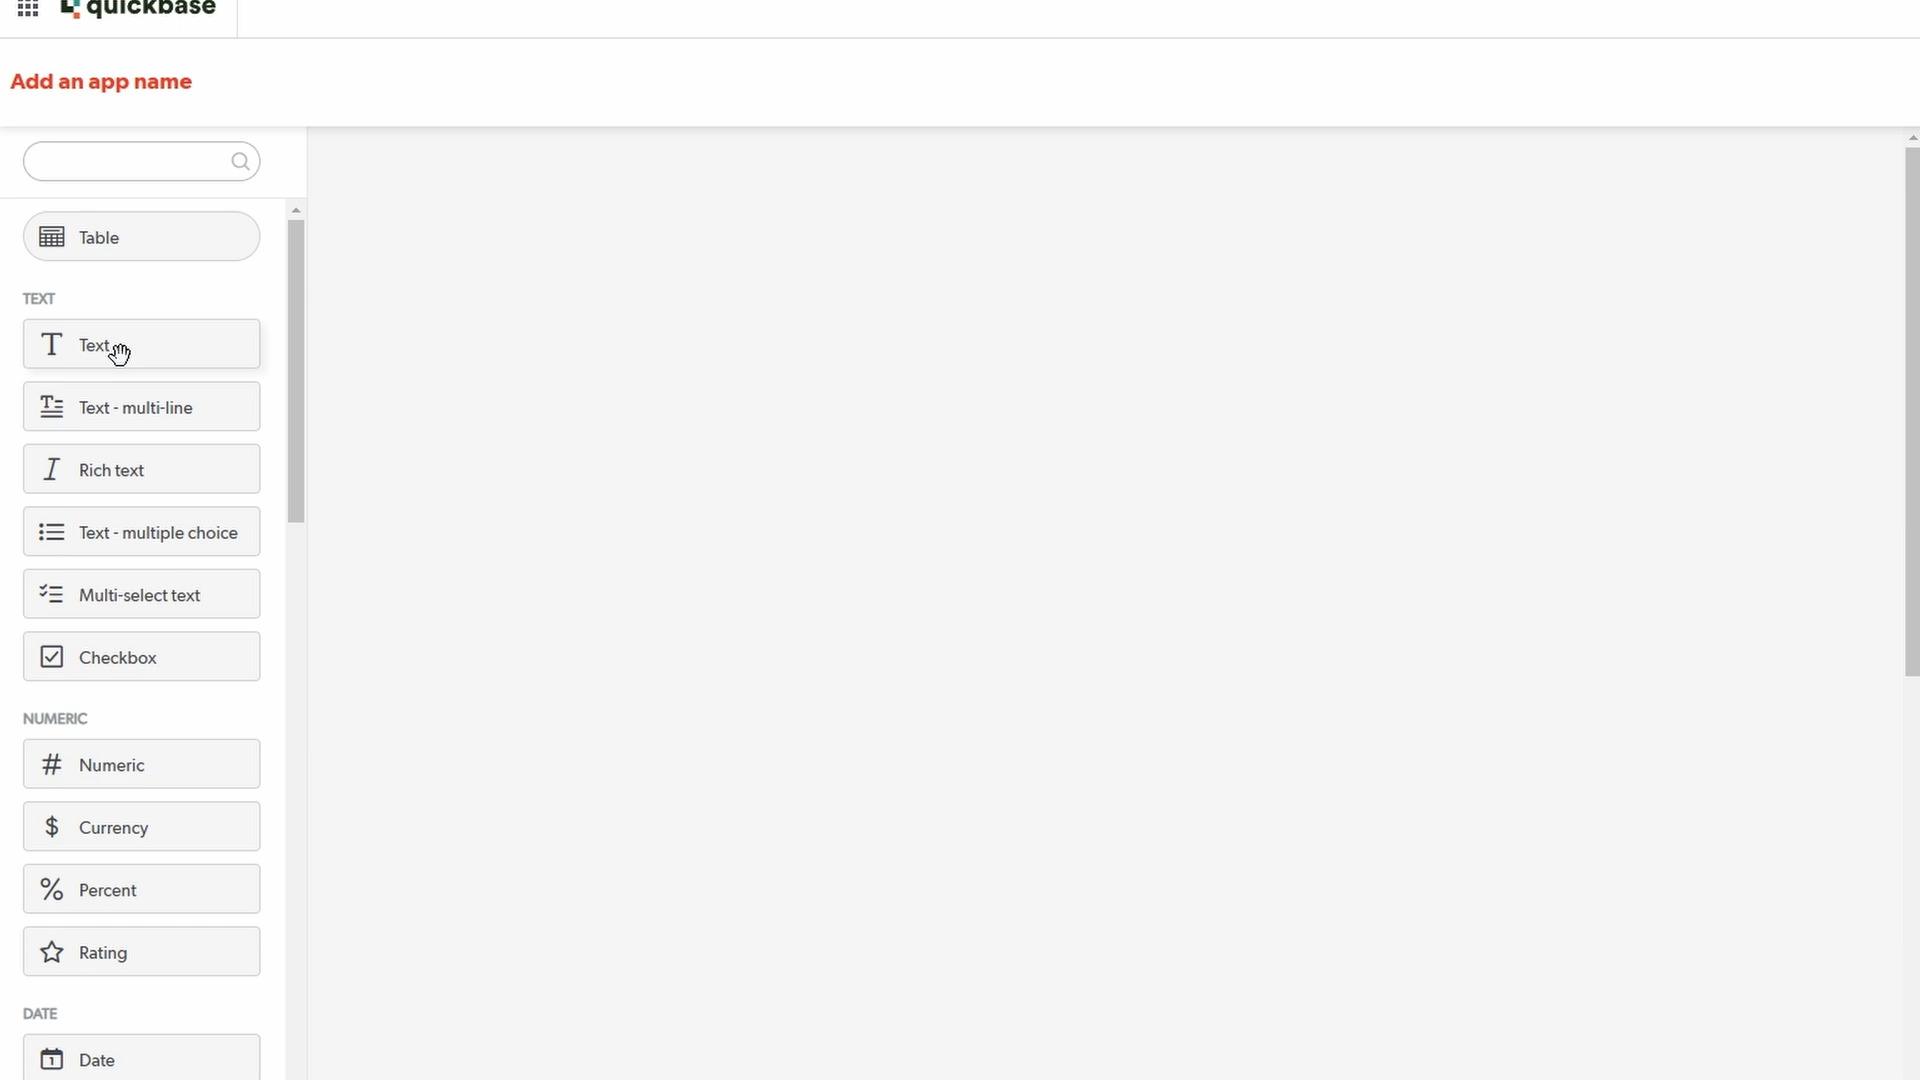 quickbase
Add an app name
Table
TEXT
Text
Text - multi-line
Rich text
Text - multiple choice
Multi-select text
Checkbox
NUMERIC
# Numeric
$ Currency
% Percent
Rating
DATE
1 Date